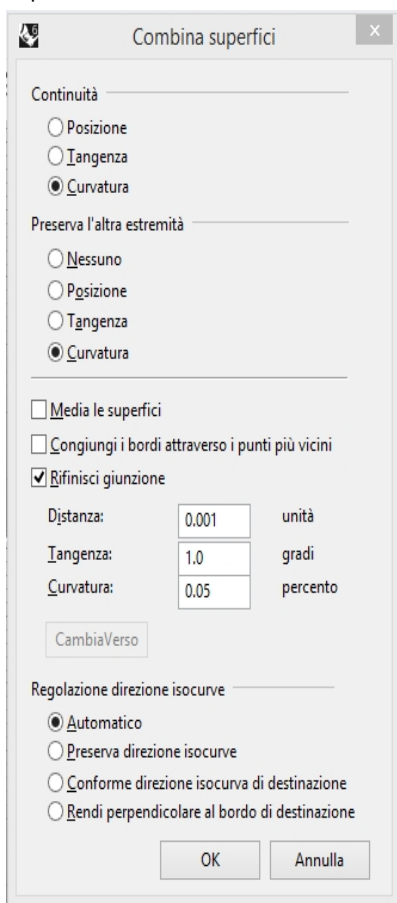 Combina superfici
x
Continuità
Posizione
Tangenza
Curvatura
Preserva l'altra estremità
Nessuno
Posizione
Tangenza
Curvatura
Media le superfici
Congiungi i bordi attraverso i punti più vicini
Rifinisci giunzione
Distanza: 0.001 unità
Tangenza: 1.0 gradi
Curvatura: 0.05 percento
CambiaVerso
Regolazione direzione isocurve
Automatico
Preserva direzione isocurve
Conforme direzione isocurva di destinazione
Rendi perpendicolare al bordo di destinazione
OK Annulla